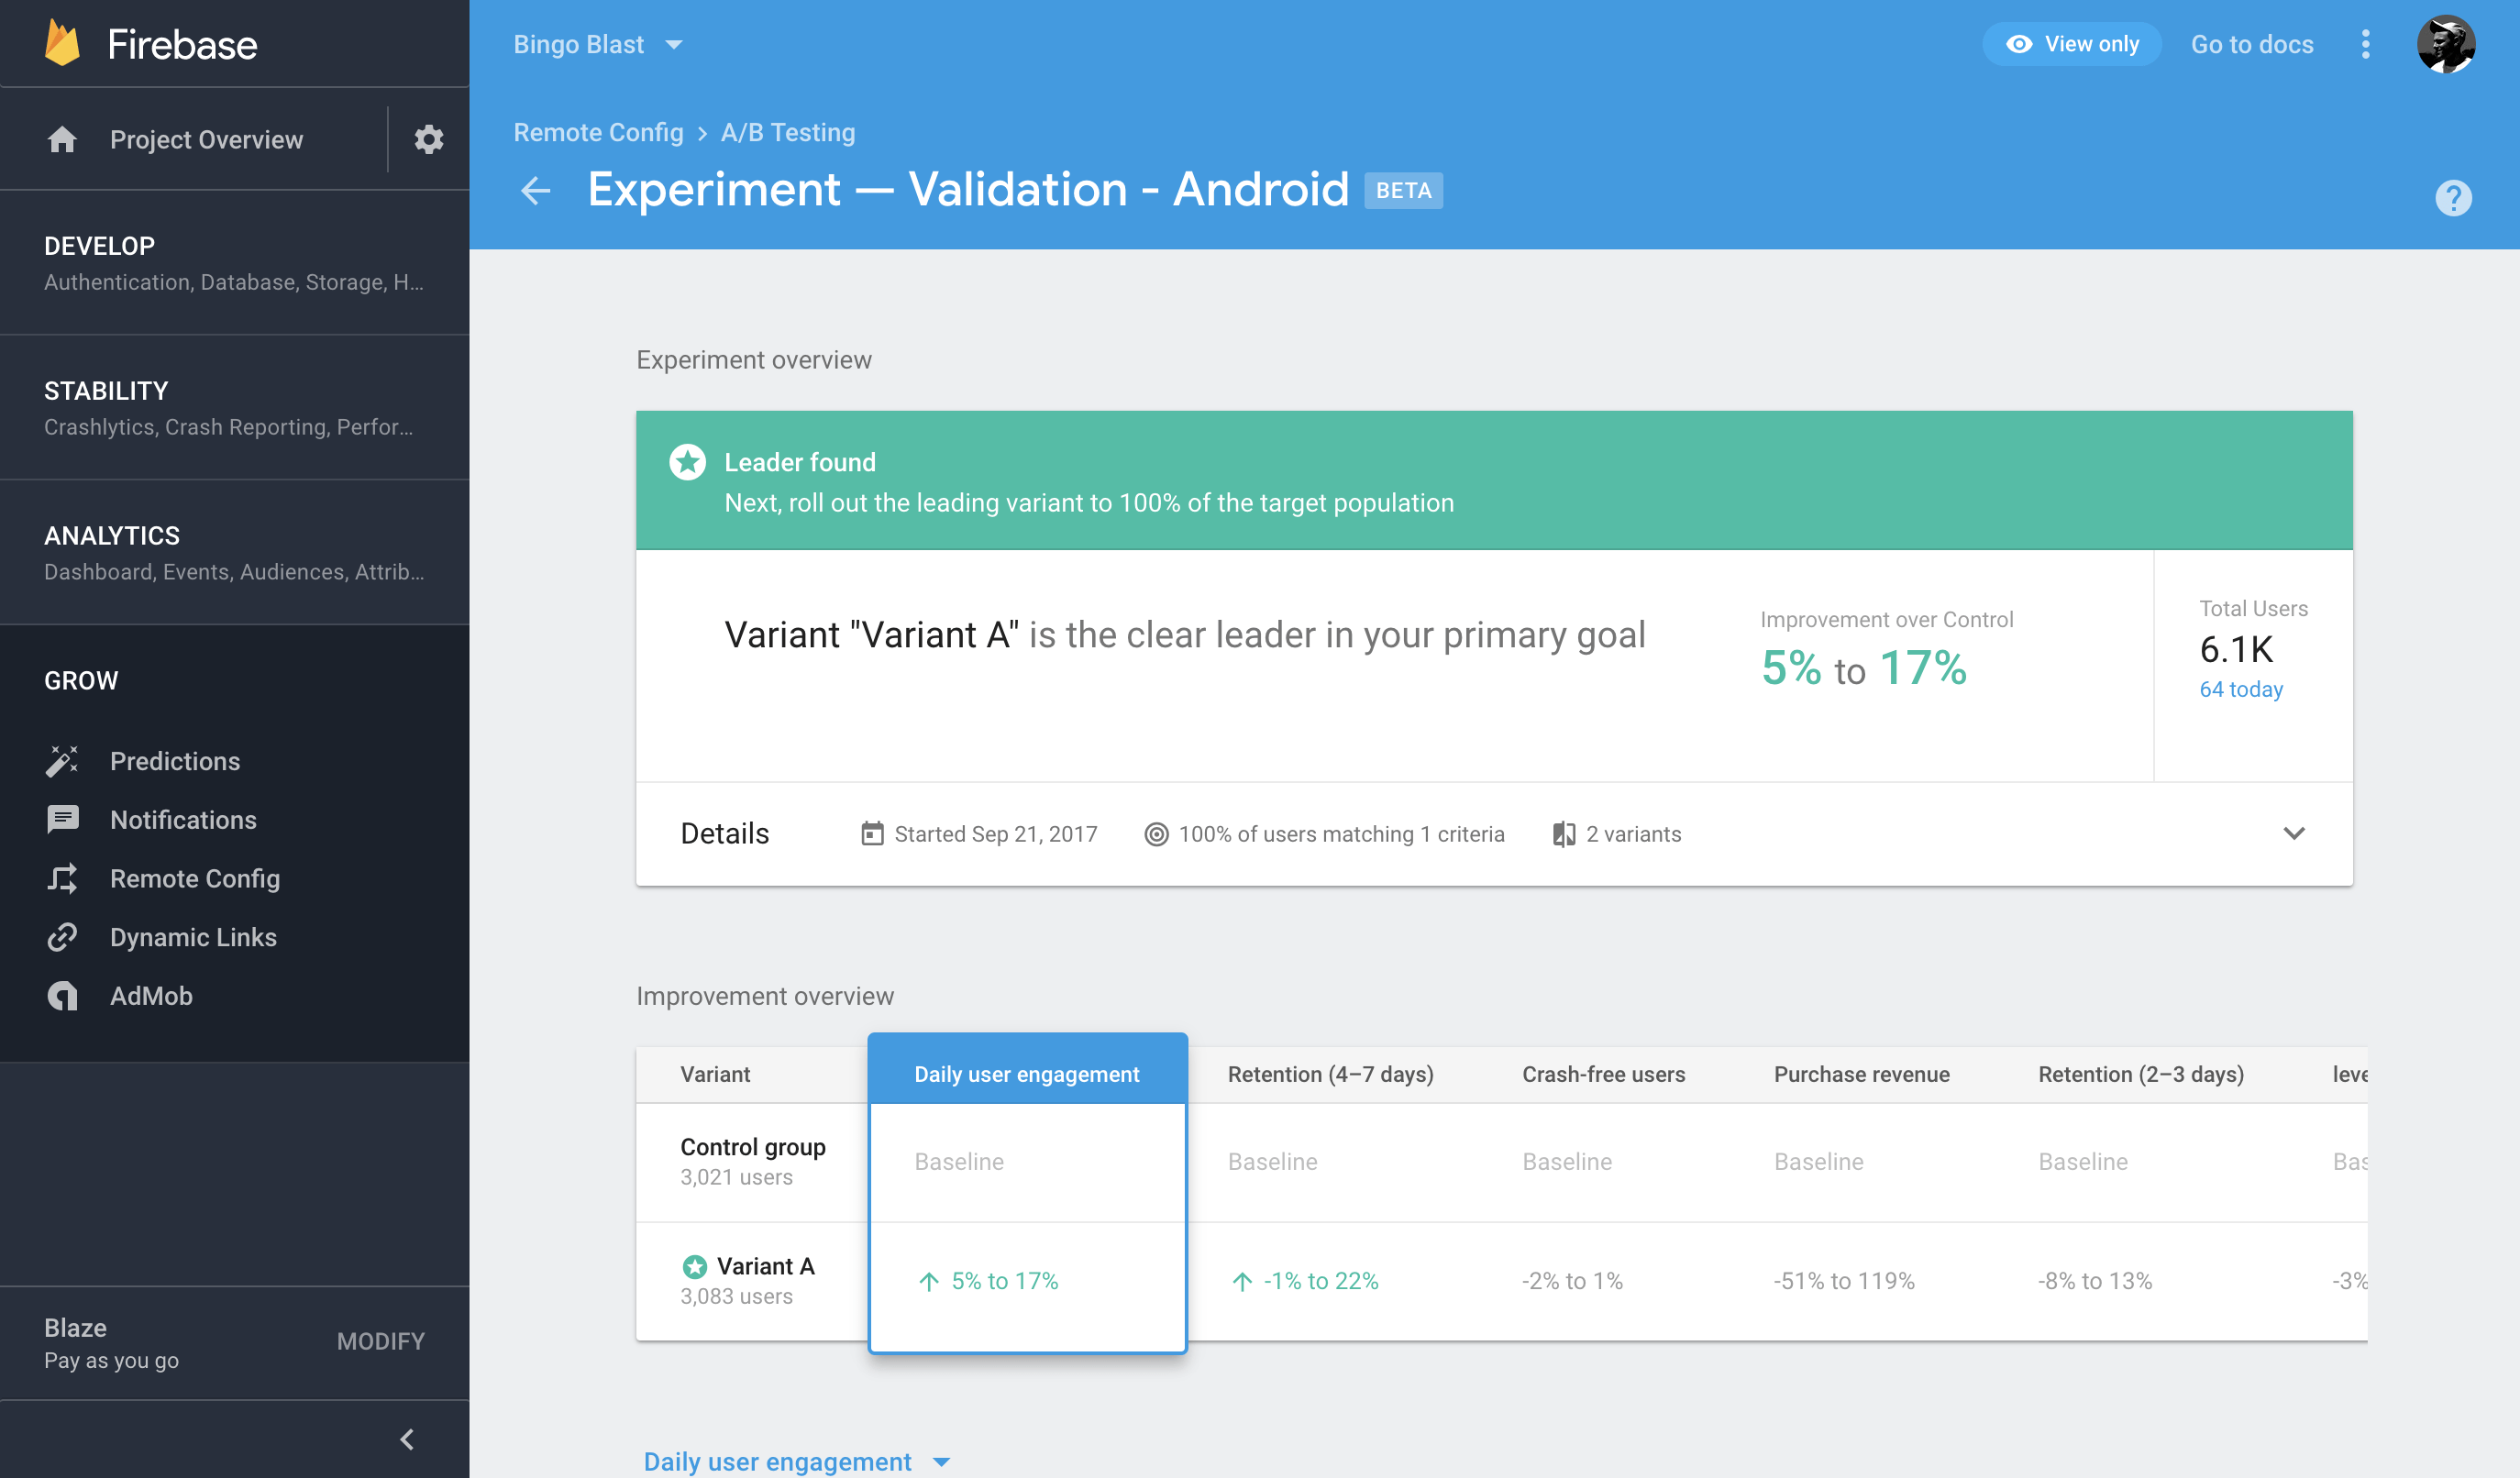 Firebase
Project Overview
DEVELOP
Authentication, Database, Storage, H...
STABILITY
Crashlytics, Crash Reporting, Perfor...
ANALYTICS
Dashboard, Events, Audiences, Attrib...
GROW
Predictions
Notifications
Remote Config
Dynamic Links
AdMob
Blaze
Pay as you go
MODIFY
Bingo Blast
View only
Go to docs
Remote Config > A/B Testing
Experiment — Validation - Android BETA
?
Experiment overview
Leader found
Next, roll out the leading variant to 100% of the target population
Variant "Variant A" is the clear leader in your primary goal
Improvement over Control
5% to 17%
Total Users
6.1K
64 today
Details Started Sep 21, 2017 100% of users matching 1 criteria 2 variants
Improvement overview
Variant Daily user engagement Retention (4–7 days) Crash-free users Purchase revenue Retention (2–3 days) leve
Control group
3,021 users
Baseline Baseline Baseline Baseline Baseline Bas
Variant A
3,083 users
5% to 17% -1% to 22% -2% to 1% -51% to 119% -8% to 13% -3%
Daily user engagement